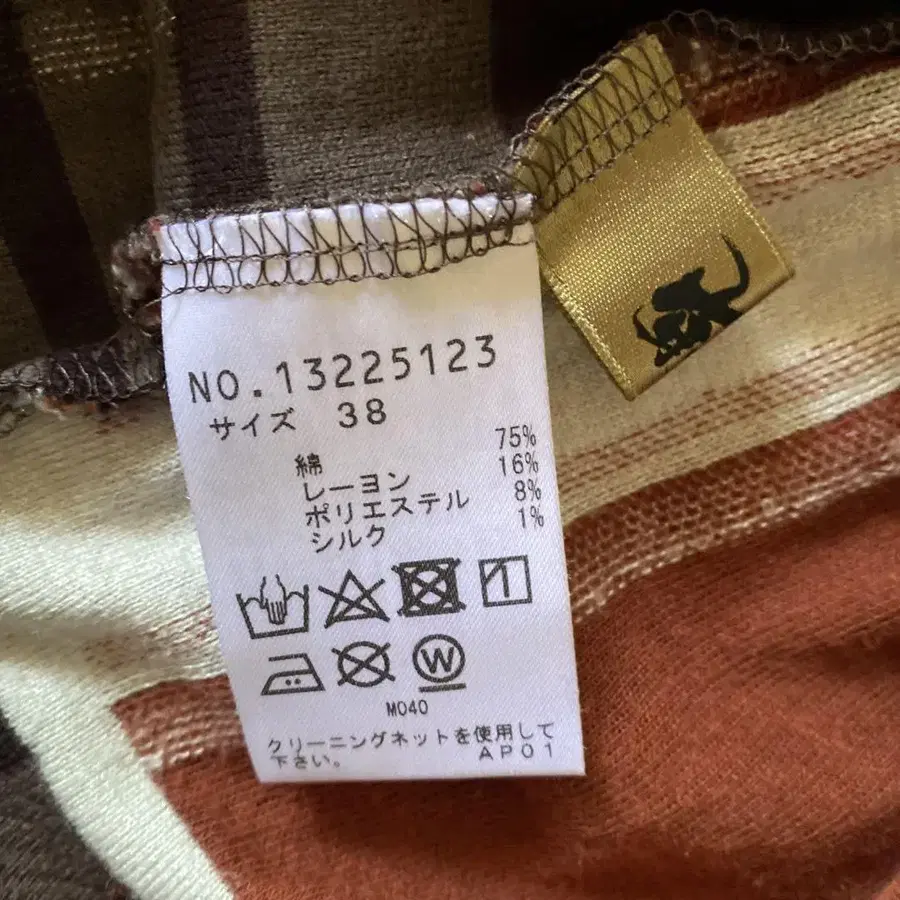 NO.13225123
サイズ 38
綿 75%
レーヨン 16%
ポリエステル 8%
シルク 1%
W
M040
クリーニングネットを使用して
下さい。 AP01